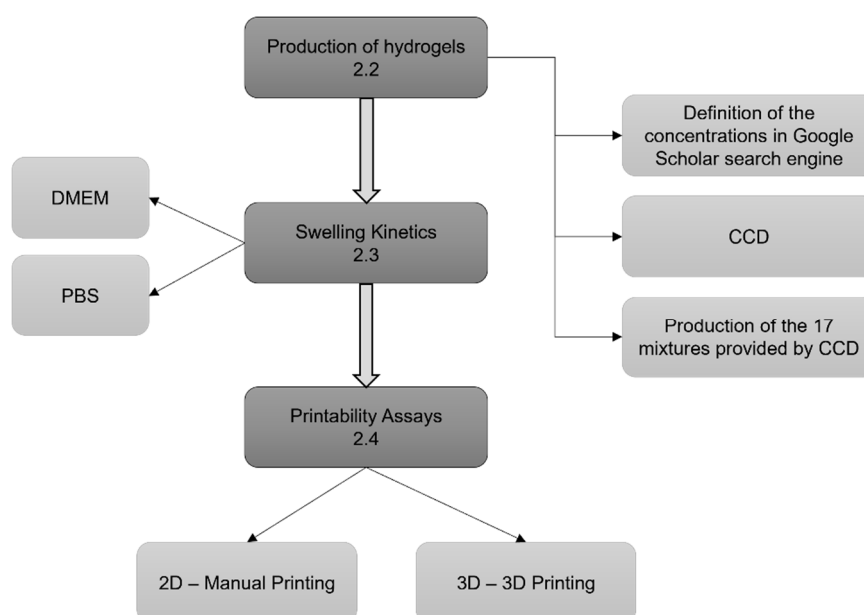 Production of hydrogels
2.2
Definition of the
concentrations in Google
Scholar search engine
DMEM
Swelling Kinetics
2.3
CCD
PBS
Production of the 17
mixtures provided by CCD
Printability Assays
2.4
2D – Manual Printing
3D – 3D Printing